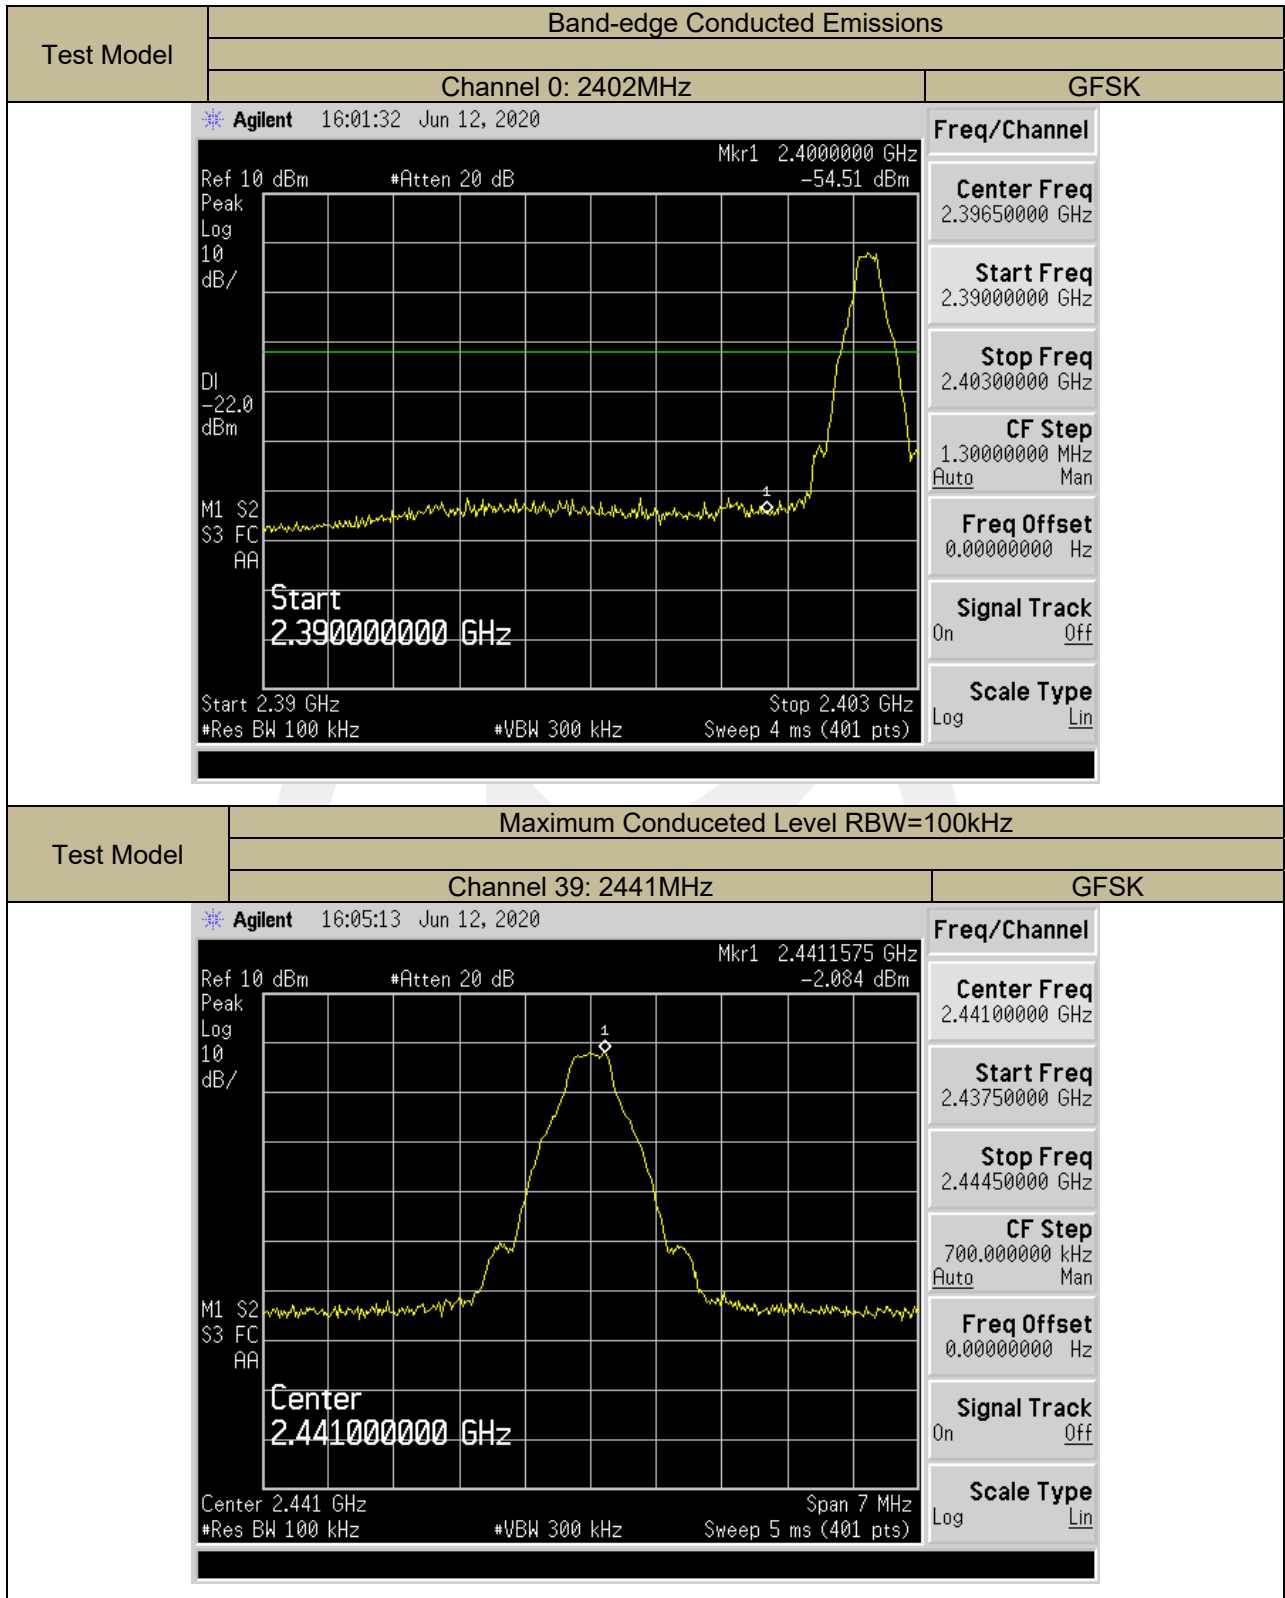 Test Model
Band-edge Conducted Emissions
Channel 0: 2402MHz GFSK
Agilent 16:01:32 Jun 12, 2020
Freq/Channel
Mkr1 2.4000000 GHz
Ref 10 dBm #Atten 20 dB -54.51 dBm
Peak
Log
10
dB/
DI
-22.0
dBm
M1 S2
S3 FC
AA
1
Start
2.390000000 GHz
Start 2.39 GHz Stop 2.403 GHz
#Res BW 100 kHz #VBW 300 kHz Sweep 4 ms (401 pts)
Center Freq
2.39650000 GHz
Start Freq
2.39000000 GHz
Stop Freq
2.40300000 GHz
CF Step
1.30000000 MHz
Auto Man
Freq Offset
0.00000000 Hz
Signal Track
On Off
Scale Type
Log Lin
Test Model
Maximum Conduceted Level RBW=100kHz
Channel 39: 2441MHz GFSK
Agilent 16:05:13 Jun 12, 2020
Freq/Channel
Mkr1 2.4411575 GHz
Ref 10 dBm #Atten 20 dB -2.084 dBm
Peak
Log
10
dB/
M1 S2
S3 FC
AA
1
Center
2.441000000 GHz
Center 2.441 GHz Span 7 MHz
#Res BW 100 kHz #VBW 300 kHz Sweep 5 ms (401 pts)
Center Freq
2.44100000 GHz
Start Freq
2.43750000 GHz
Stop Freq
2.44450000 GHz
CF Step
700.000000 kHz
Auto Man
Freq Offset
0.00000000 Hz
Signal Track
On Off
Scale Type
Log Lin